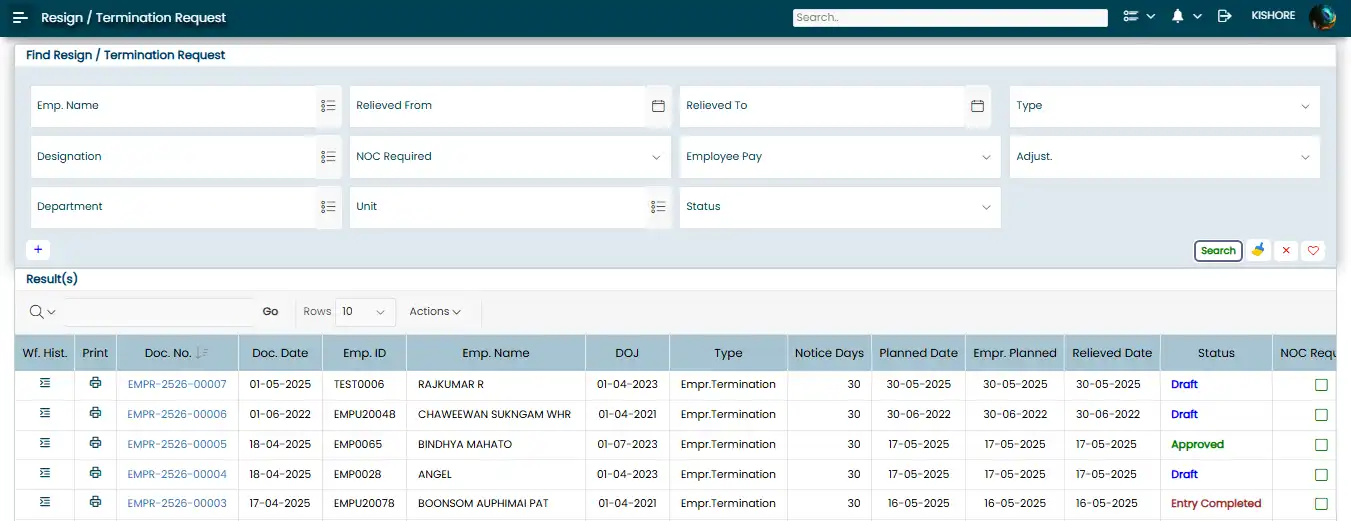 Resign / Termination Request Search.. KISHORE
Find Resign / Termination Request
Emp. Name Relieved From Relieved To Type
Designation NOC Required Employee Pay Adjust.
Department Unit Status
+ Search
Result(s)
Go Rows 10 Actions
Wf. Hist. Print Doc. No. Doc. Date Emp. ID Emp. Name DOJ Type Notice Days Planned Date Empr. Planned Relieved Date Status NOC Requ
EMPR-2526-00007 01-05-2025 TEST0006 RAJKUMAR R 01-04-2023 Empr.Termination 30 30-05-2025 30-05-2025 30-05-2025 Draft
EMPR-2526-00006 01-06-2022 EMPU20048 CHAWEEWAN SUKNGAM WHR 01-04-2021 Empr.Termination 30 30-06-2022 30-06-2022 30-06-2022 Draft
EMPR-2526-00005 18-04-2025 EMP0065 BINDHYA MAHATO 01-07-2023 Empr.Termination 30 17-05-2025 17-05-2025 17-05-2025 Approved
EMPR-2526-00004 18-04-2025 EMP0028 ANGEL 01-04-2023 Empr.Termination 30 17-05-2025 17-05-2025 17-05-2025 Draft
EMPR-2526-00003 17-04-2025 EMPU20078 BOONSOM AUPHIMAI PAT 01-04-2021 Empr.Termination 30 16-05-2025 16-05-2025 16-05-2025 Entry Completed